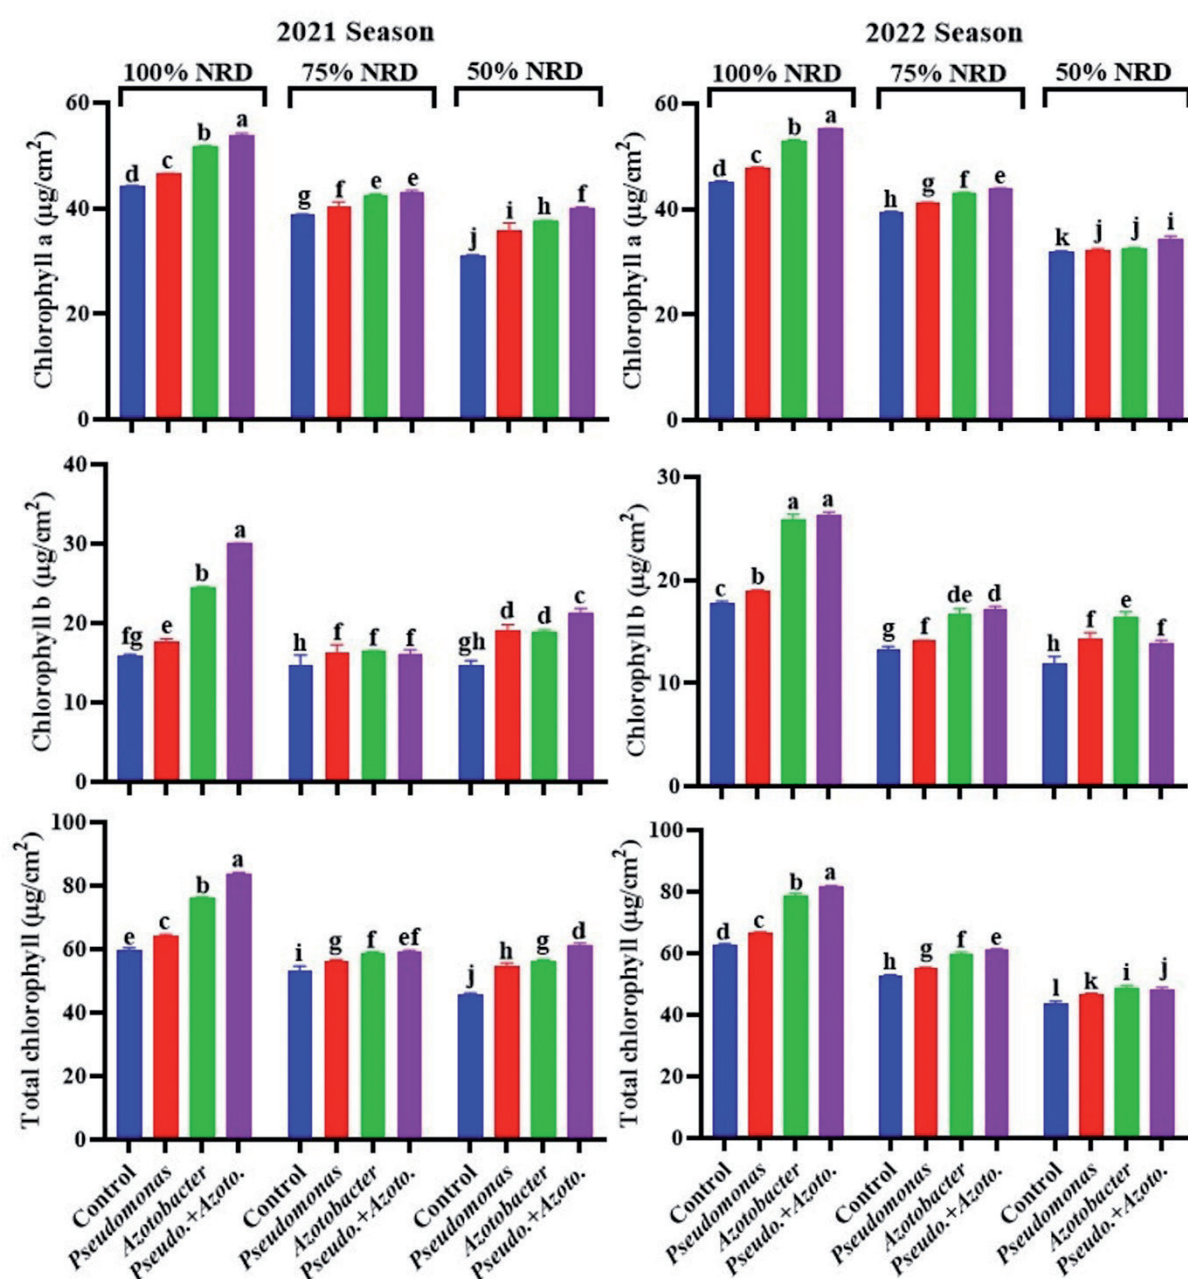 2021 Season
100% NRD 75% NRD 50% NRD
Chlorophyll a (µg/cm²)
60
40
20
0
d c b a g f e e j i h f
2022 Season
100% NRD 75% NRD 50% NRD
Chlorophyll a (µg/cm²)
60
40
20
0
d c b a h g f e k j j i
Chlorophyll b (µg/cm²)
40
30
20
10
0
fg e b a h f f f gh d d c
Chlorophyll b (µg/cm²)
30
20
10
0
c b a a g f de d h f e f
Total chlorophyll (µg/cm²)
100
80
60
40
20
0
e c b a i g f ef j h g d
Control Pseudomonas Azotobacter Pseudo.+Azoto. Control Pseudomonas Azotobacter Pseudo.+Azoto. Control Pseudomonas Azotobacter Pseudo.+Azoto.
Total chlorophyll (µg/cm²)
100
80
60
40
20
0
d c b a h g f e l k i j
Control Pseudomonas Azotobacter Pseudo.+Azoto. Control Pseudomonas Azotobacter Pseudo.+Azoto. Control Pseudomonas Azotobacter Pseudo.+Azoto.